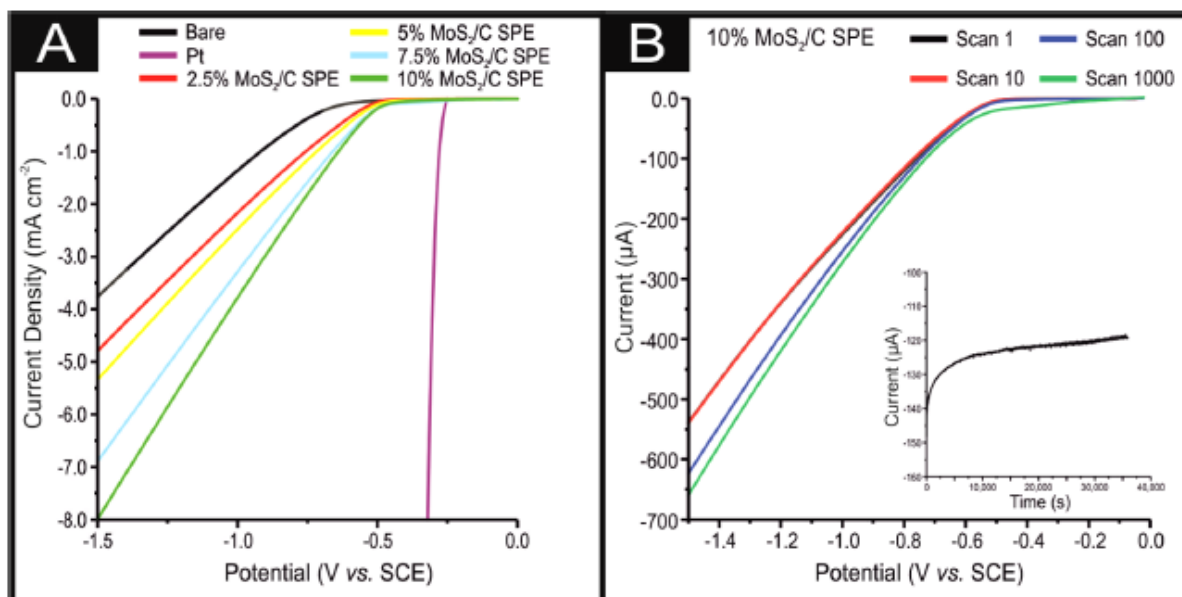 A
Bare
Pt
2.5% MoS₂/C SPE
5% MoS₂/C SPE
7.5% MoS₂/C SPE
10% MoS₂/C SPE
0.0
-1.0
-2.0
-3.0
-4.0
-5.0
-6.0
-7.0
-8.0
Current Density (mA cm⁻²)
-1.5
-1.0
-0.5
0.0
Potential (V vs. SCE)
B
10% MoS₂/C SPE
Scan 1
Scan 100
Scan 10
Scan 1000
0.0
-100
-200
-300
-400
-500
-600
-700
Current (µA)
-1.4
-1.2
-1.0
-0.8
-0.6
-0.4
-0.2
0.0
Potential (V vs. SCE)
-100
-110
-120
-130
-140
-150
-160
Current (µA)
0
10,000
20,000
30,000
40,000
Time (s)